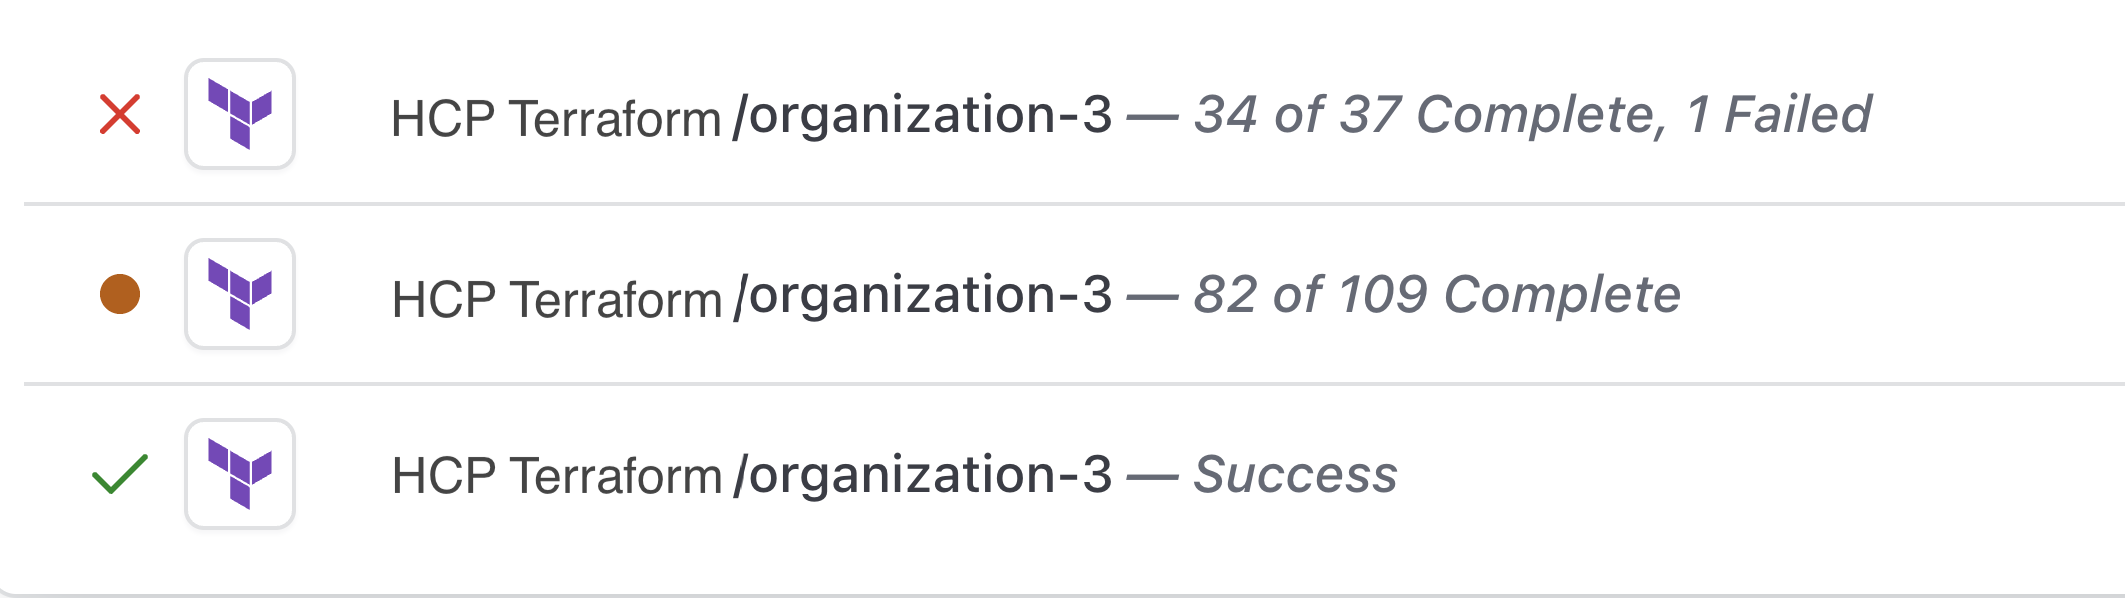 HCP Terraform /organization-3 — 34 of 37 Complete, 1 Failed
HCP Terraform /organization-3 — 82 of 109 Complete
HCP Terraform /organization-3 — Success